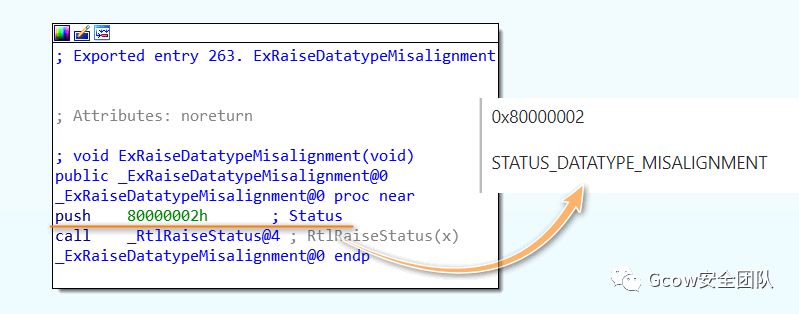 ; Exported entry 263. ExRaiseDatatypeMisalignment
; Attributes: noreturn
; void ExRaiseDatatypeMisalignment(void)
public _ExRaiseDatatypeMisalignment@0
_ExRaiseDatatypeMisalignment@0 proc near
push 80000002h ; Status
call _RtlRaiseStatus@4 ; RtlRaiseStatus(x)
_ExRaiseDatatypeMisalignment@0 endp
0x80000002
STATUS_DATATYPE_MISALIGNMENT
Gcow安全团队